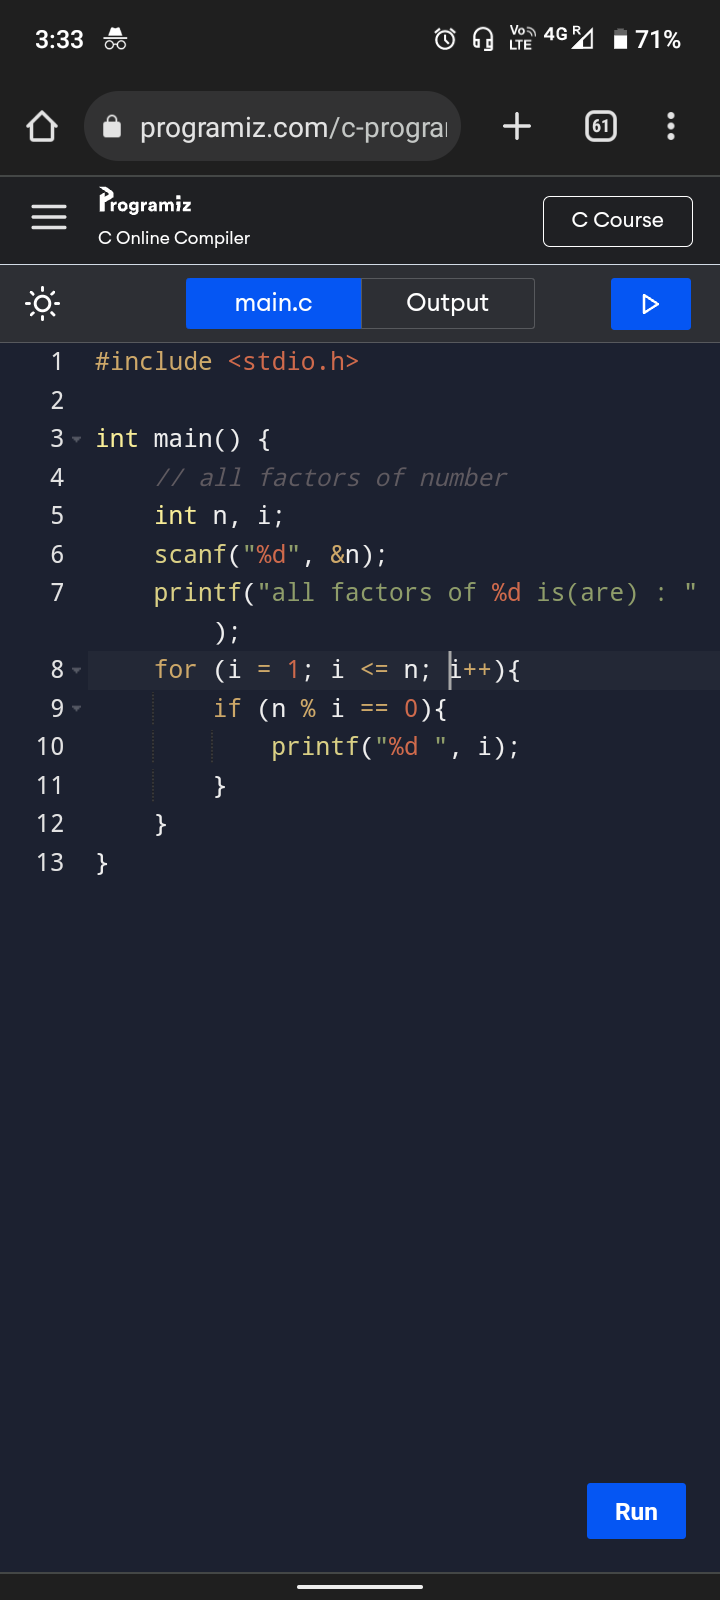 3:33 Vo LTE 4G R 71%
programiz.com/c-progra
61
Programiz
C Online Compiler
C Course
main.c Output
1 #include <stdio.h>
2
3 int main() {
4     // all factors of number
5     int n, i;
6     scanf("%d", &n);
7     printf("all factors of %d is(are) : "
        );
8     for (i = 1; i <= n; i++){
9         if (n % i == 0){
10             printf("%d ", i);
11         }
12     }
13 }
Run